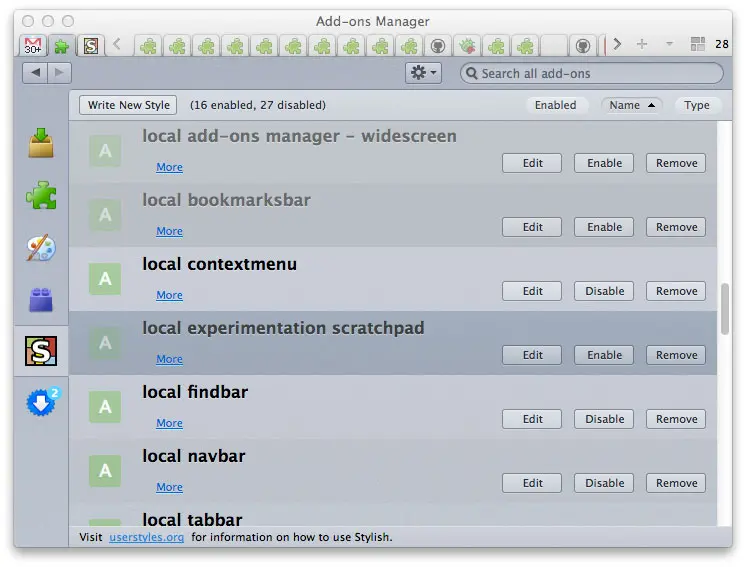 Add-ons Manager
30+
S
28
Search all add-ons
Write New Style (16 enabled, 27 disabled) Enabled Name Type
A local add-ons manager - widescreen
More Edit Enable Remove
A local bookmarksbar
More Edit Enable Remove
A local contextmenu
More Edit Disable Remove
S
A local experimentation scratchpad
More Edit Enable Remove
2
A local findbar
More Edit Disable Remove
A local navbar
More Edit Disable Remove
local tabbar
Visit userstyles.org for information on how to use Stylish.